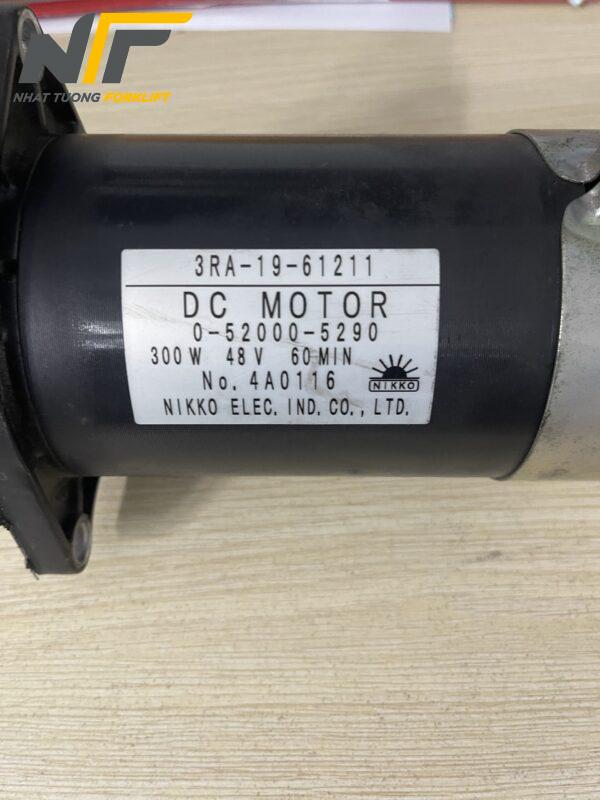 NTF
NHAT TUONG FORKLIFT
3RA-19-61211
DC MOTOR
0-52000-5290
300W 48V 60MIN
No. 4A0116
NIKKO
NIKKO ELEC. IND. CO., LTD.